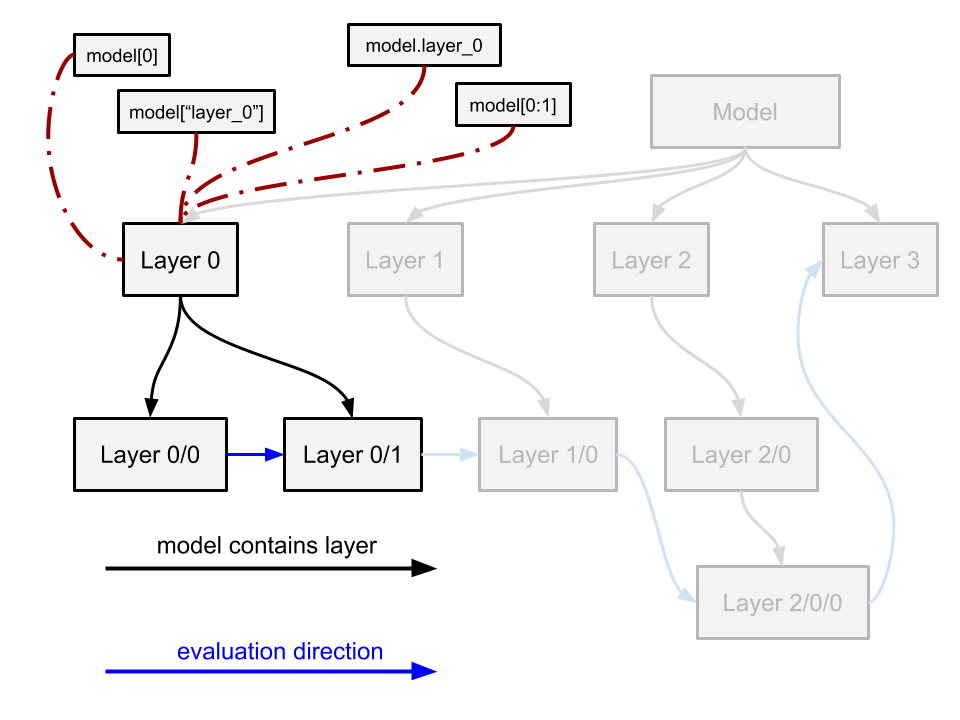 model[0]
model.layer_0
model[“layer_0”]
model[0:1]
Model
Layer 0
Layer 1
Layer 2
Layer 3
Layer 0/0
Layer 0/1
Layer 1/0
Layer 2/0
model contains layer
Layer 2/0/0
evaluation direction